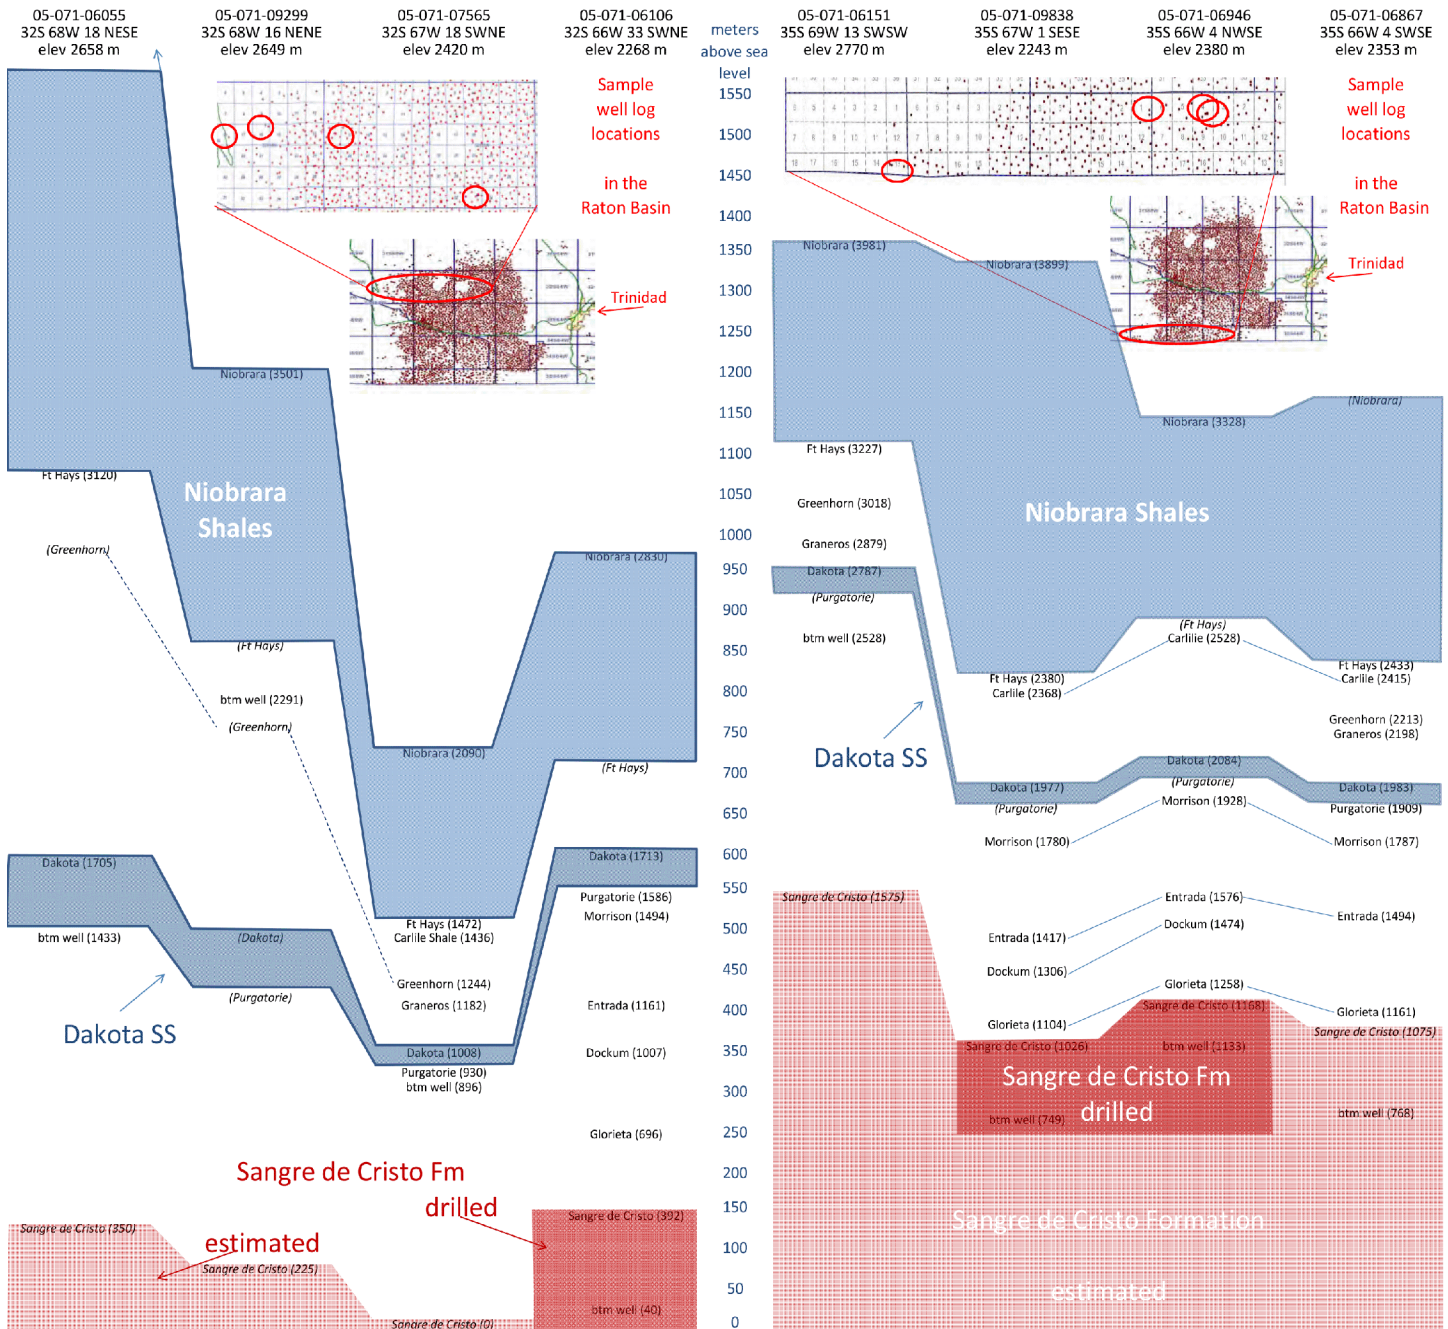 05-071-06055
32S 68W 18 NESE
elev 2658 m
05-071-09299
32S 68W 16 NENE
elev 2649 m
05-071-07565
32S 67W 18 SWNE
elev 2420 m
05-071-06106
32S 66W 33 SWNE
elev 2268 m
meters
above sea
level
05-071-06151
35S 69W 13 SWSW
elev 2770 m
05-071-09838
35S 67W 1 SESE
elev 2243 m
05-071-06946
35S 66W 4 NWSE
elev 2380 m
05-071-06867
35S 66W 4 SWSE
elev 2353 m
Sample
well log
locations
in the
Raton Basin
Trinidad
Niobrara (3501)
Ft Hays (3120)
Niobrara
Shales
(Greenhorn)
(Ft Hays)
btm well (2291)
(Greenhorn)
Niobrara (2090)
Niobrara (2830)
(Ft Hays)
Dakota (1705)
btm well (1433)
(Dakota)
(Purgatorie)
Dakota SS
Ft Hays (1472)
Carlile Shale (1436)
Greenhorn (1244)
Graneros (1182)
Dakota (1008)
Purgatorie (930)
btm well (896)
Dakota (1713)
Purgatorie (1586)
Morrison (1494)
Entrada (1161)
Dockum (1007)
Glorieta (696)
Sangre de Cristo Fm
drilled
estimated
Sangre de Cristo (350)
Sangre de Cristo (225)
Sangre de Cristo (0)
Sangre de Cristo (392)
btm well (40)
1550
1500
1450
1400
1350
1300
1250
1200
1150
1100
1050
1000
950
900
850
800
750
700
650
600
550
500
450
400
350
300
250
200
150
100
50
0
Sample
well log
locations
in the
Raton Basin
Trinidad
Niobrara (3981)
Niobrara (3899)
Niobrara (3328)
(Niobrara)
Ft Hays (3227)
Greenhorn (3018)
Graneros (2879)
Dakota (2787)
(Purgatorie)
btm well (2528)
Niobrara Shales
Dakota SS
(Ft Hays)
Carlilie (2528)
Ft Hays (2380)
Carlile (2368)
Ft Hays (2433)
Carlile (2415)
Greenhorn (2213)
Graneros (2198)
Dakota (1977)
(Purgatorie)
Morrison (1780)
Dakota (2084)
(Purgatorie)
Morrison (1928)
Dakota (1983)
Purgatorie (1909)
Morrison (1787)
Sangre de Cristo (1575)
Entrada (1417)
Dockum (1306)
Glorieta (1104)
Sangre de Cristo (1026)
btm well (749)
Entrada (1576)
Dockum (1474)
Glorieta (1258)
Sangre de Cristo (1168)
btm well (1133)
Entrada (1494)
Glorieta (1161)
Sangre de Cristo (1075)
btm well (768)
Sangre de Cristo Fm
drilled
Sangre de Cristo Formation
estimated